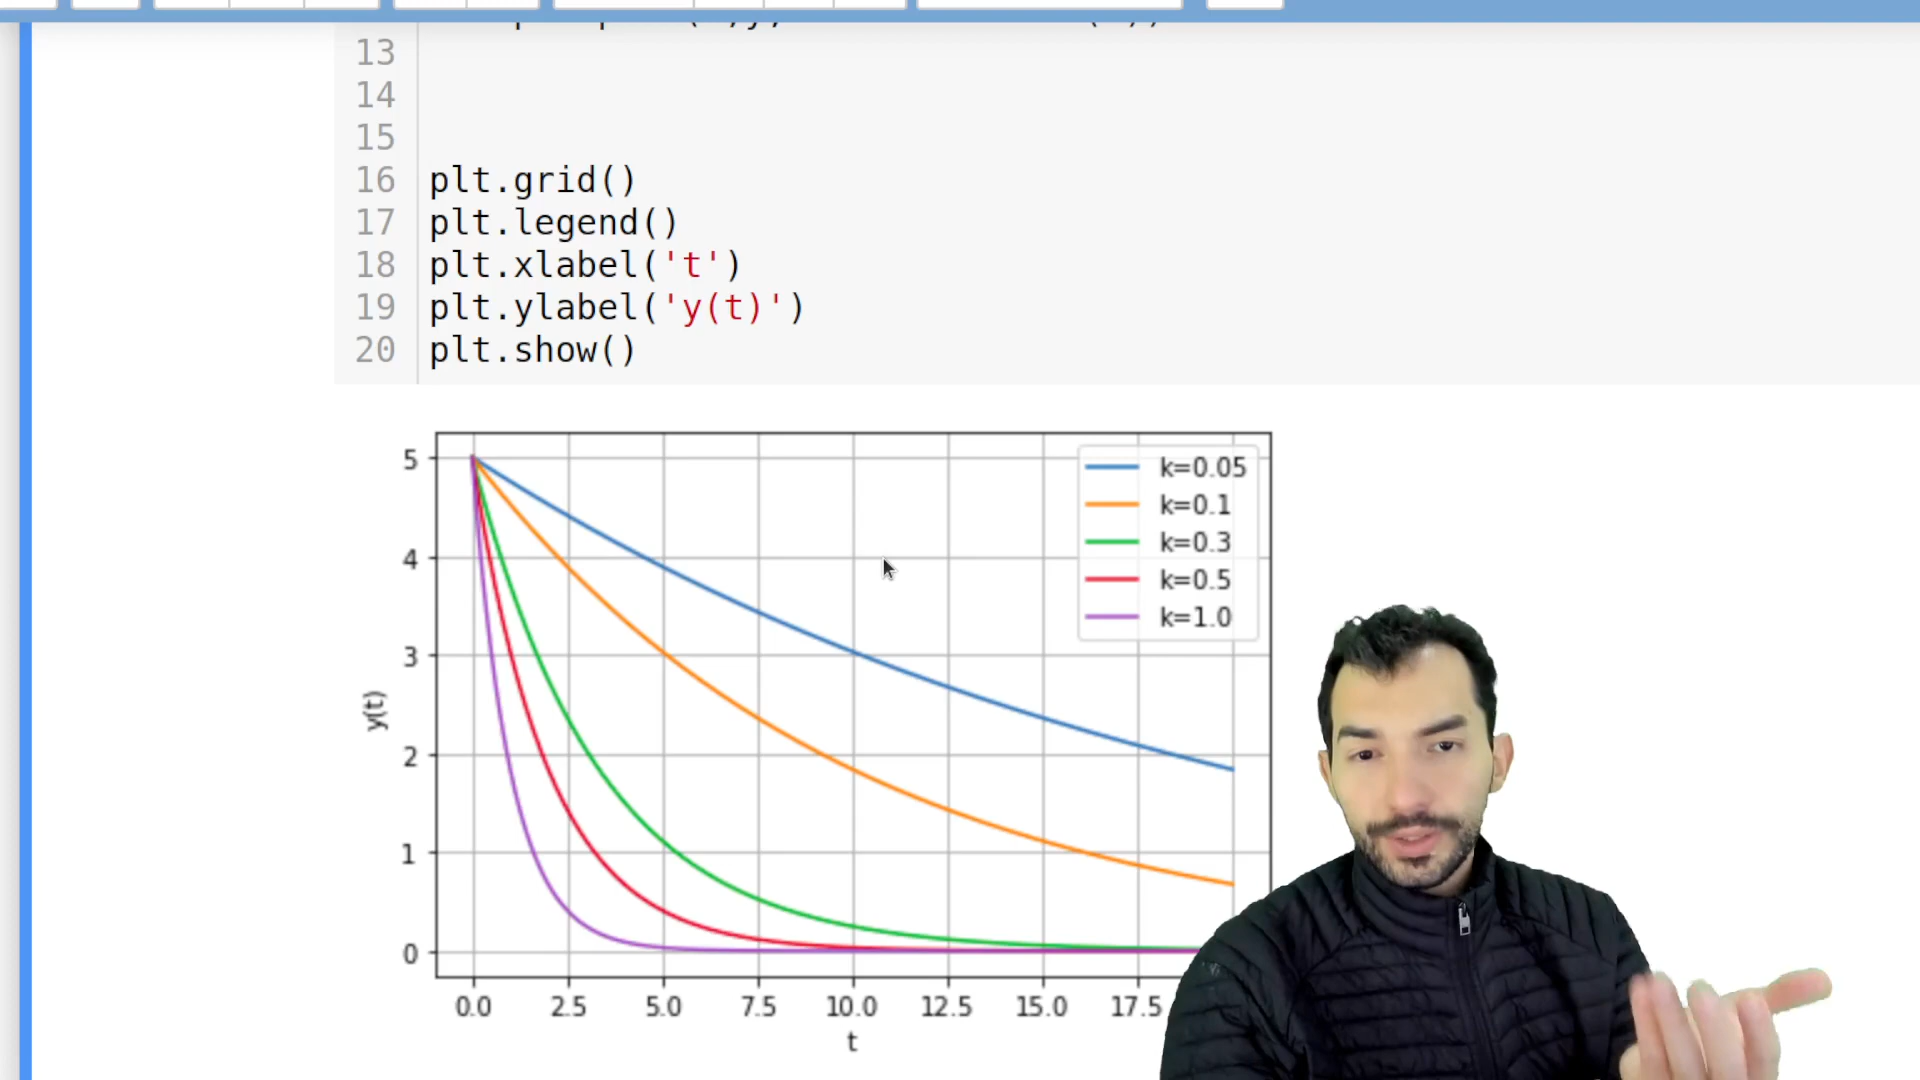 13
14
15
16 plt.grid()
17 plt.legend()
18 plt.xlabel('t')
19 plt.ylabel('y(t)')
20 plt.show()
5
4
3
2
1
0
y(t)
k=0.05
k=0.1
k=0.3
k=0.5
k=1.0
0.0 2.5 5.0 7.5 10.0 12.5 15.0 17.5
t